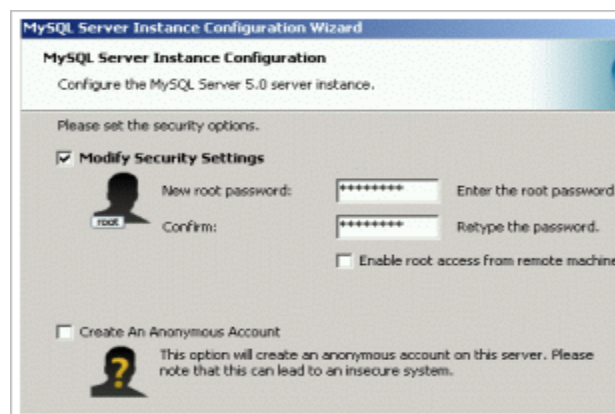 MySQL Server Instance Configuration Wizard
MySQL Server Instance Configuration
Configure the MySQL Server 5.0 server instance.
Please set the security options.
Modify Security Settings
New root password: ******** Enter the root password
root
Confirm: ******** Retype the password.
Enable root access from remote machine
Create An Anonymous Account
This option will create an anonymous account on this server. Please
note that this can lead to an insecure system.